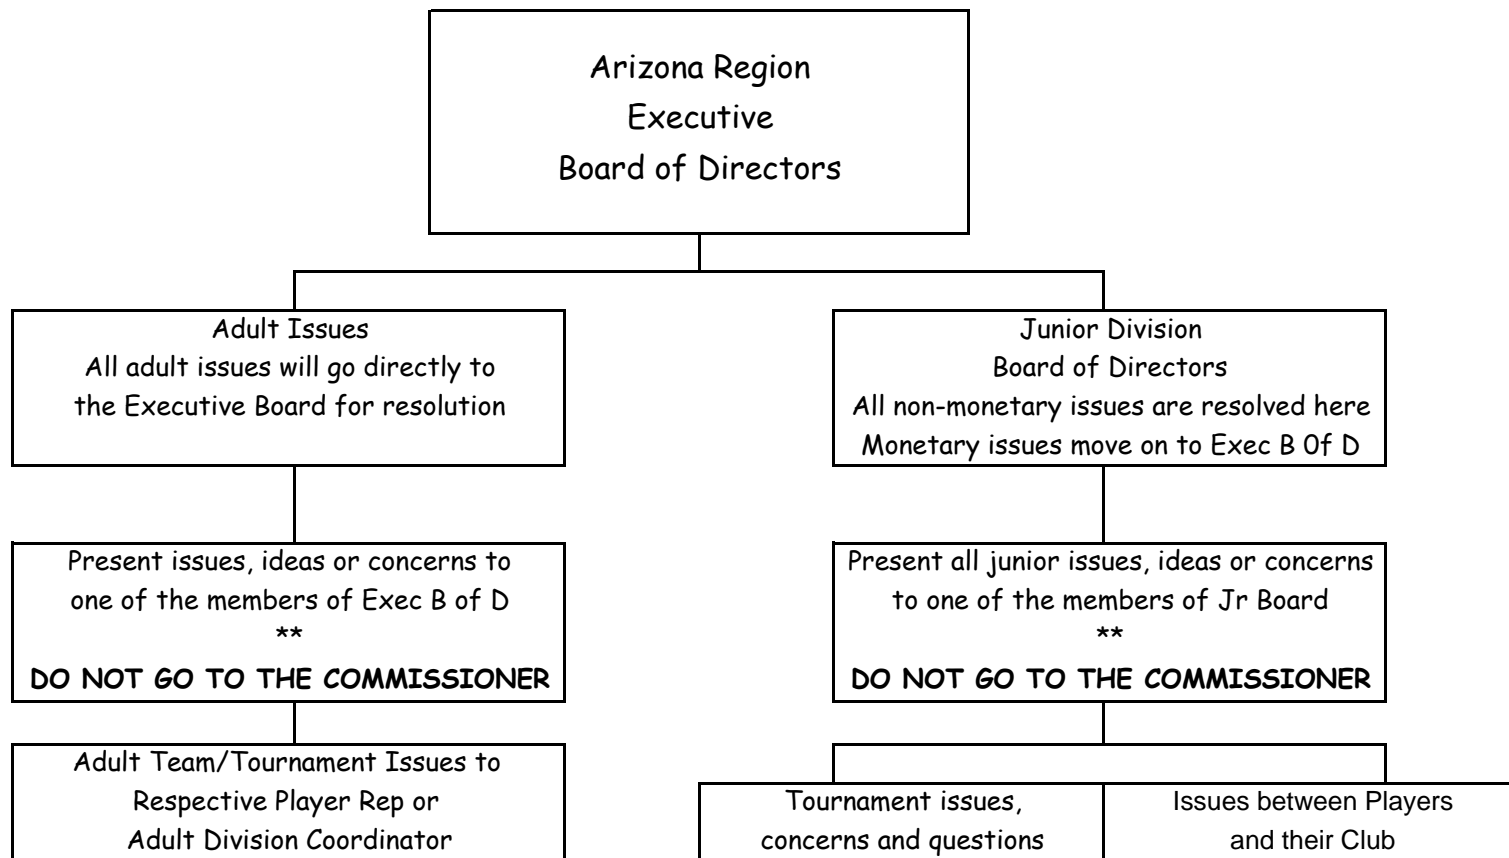 Arizona Region
Executive
Board of Directors
Adult Issues
All adult issues will go directly to
the Executive Board for resolution
Junior Division
Board of Directors
All non-monetary issues are resolved here
Monetary issues move on to Exec B 0f D
Present issues, ideas or concerns to
one of the members of Exec B of D
**
DO NOT GO TO THE COMMISSIONER
Present all junior issues, ideas or concerns
to one of the members of Jr Board
**
DO NOT GO TO THE COMMISSIONER
Adult Team/Tournament Issues to
Respective Player Rep or
Adult Division Coordinator
Tournament issues,
concerns and questions
Issues between Players
and their Club